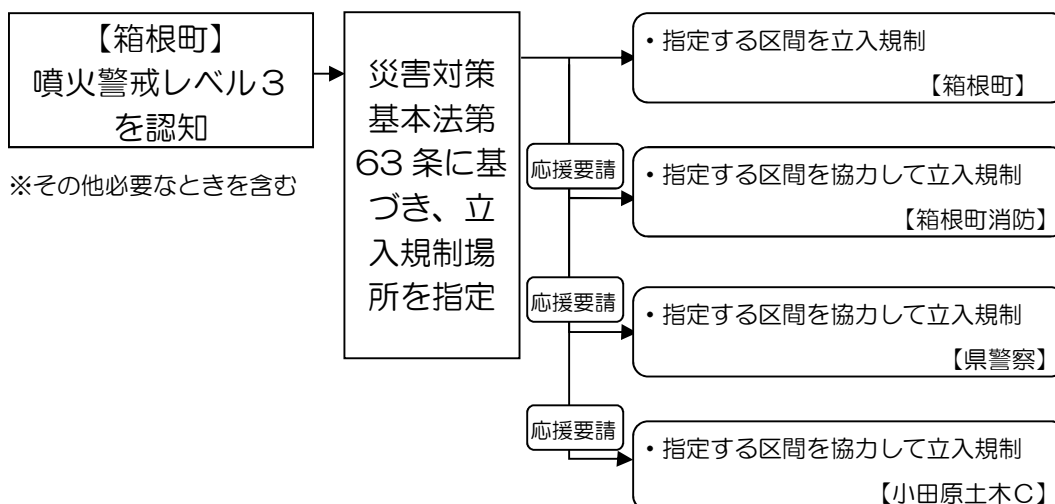 【箱根町】
噴火警戒レベル3
を認知
※その他必要なときを含む
災害対策
基本法第
63条に基
づき、立
入規制場
所を指定
・指定する区間を立入規制
【箱根町】
応援要請
・指定する区間を協力して立入規制
【箱根町消防】
応援要請
・指定する区間を協力して立入規制
【県警察】
応援要請
・指定する区間を協力して立入規制
【小田原土木C】